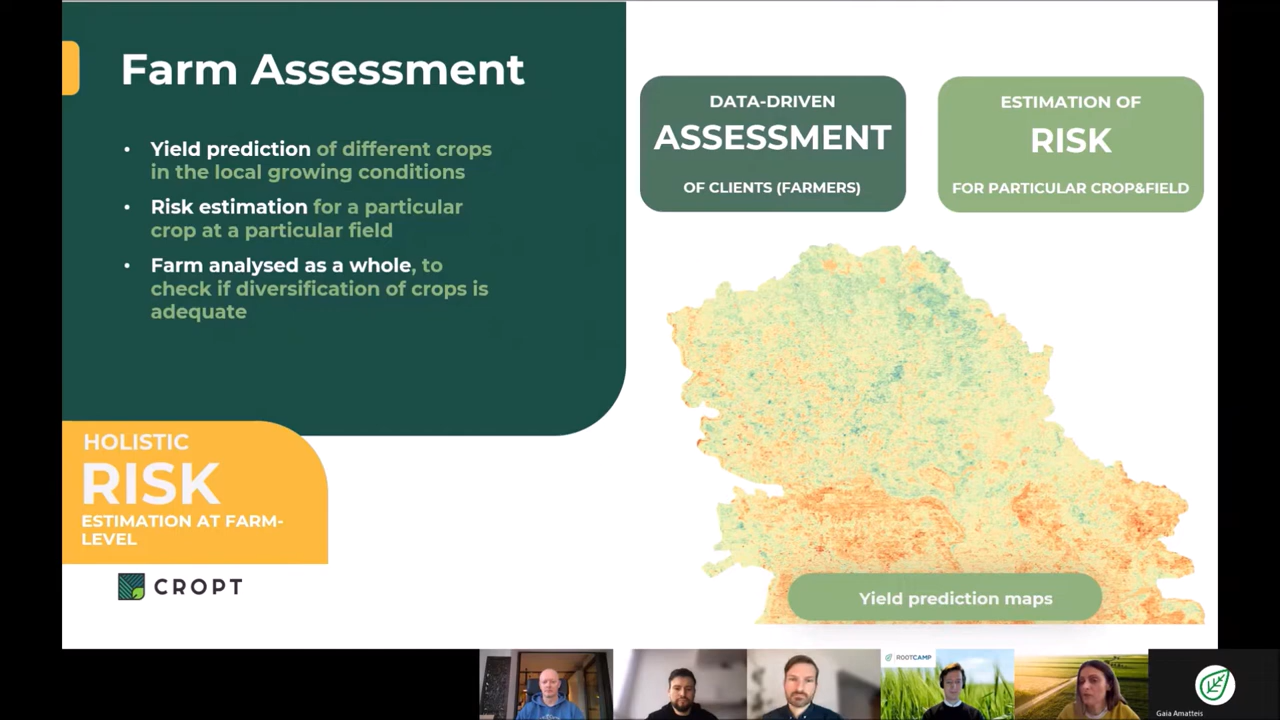 Farm Assessment
• Yield prediction of different crops
in the local growing conditions
• Risk estimation for a particular
crop at a particular field
• Farm analysed as a whole, to
check if diversification of crops is
adequate
HOLISTIC
RISK
ESTIMATION AT FARM-
LEVEL
CROPT
DATA-DRIVEN
ASSESSMENT
OF CLIENTS (FARMERS)
ESTIMATION OF
RISK
FOR PARTICULAR CROP&FIELD
Yield prediction maps
ROOTCAMP
Gaia Amatteis